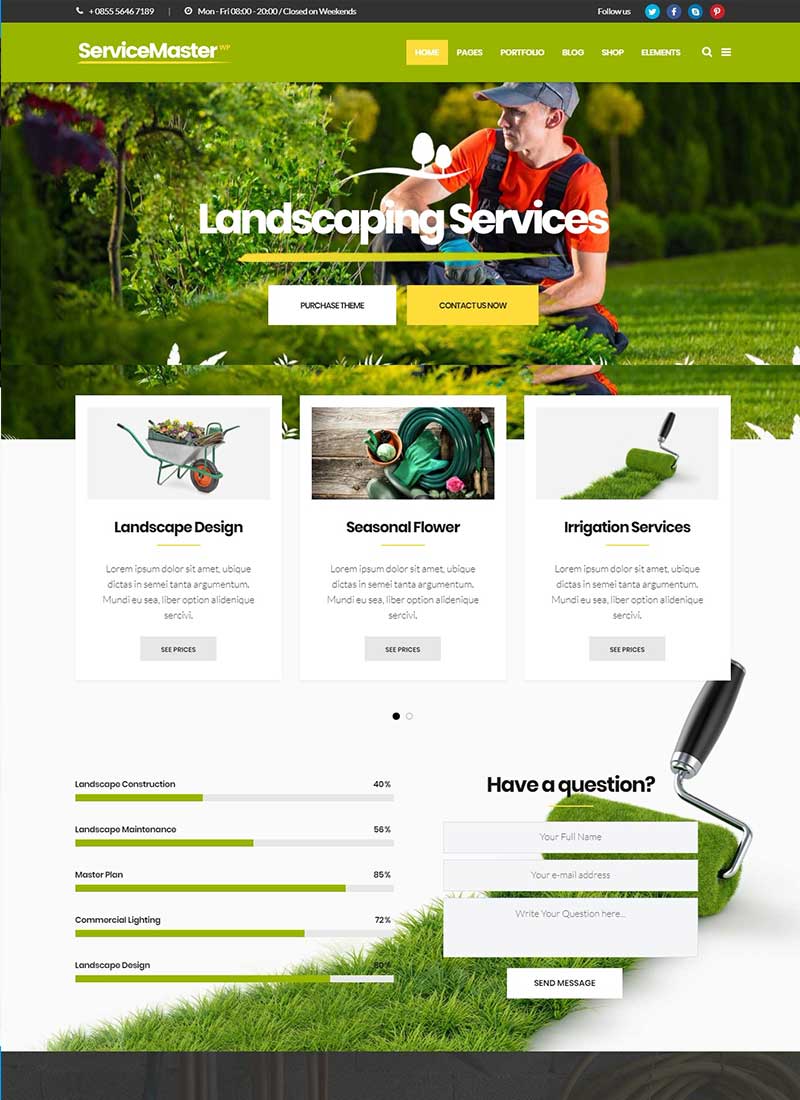 + 0855 5646 7189 | Mon - Fri 08:00 - 20:00 / Closed on Weekends Follow us
ServiceMaster WP HOME PAGES PORTFOLIO BLOG SHOP ELEMENTS
Landscaping Services
PURCHASE THEME CONTACT US NOW
Landscape Design
Lorem ipsum dolor sit amet, ubique
dictas in semei tanta argumentum.
Mundi eu sea, liber option alidenique
sercivi.
SEE PRICES
Seasonal Flower
Lorem ipsum dolor sit amet, ubique
dictas in semei tanta argumentum.
Mundi eu sea, liber option alidenique
sercivi.
SEE PRICES
Irrigation Services
Lorem ipsum dolor sit amet, ubique
dictas in semei tanta argumentum.
Mundi eu sea, liber option alidenique
sercivi.
SEE PRICES
Landscape Construction 40%
Landscape Maintenance 56%
Master Plan 85%
Commercial Lighting 72%
Landscape Design 80%
Have a question?
Your Full Name
Your e-mail address
Write Your Question here...
SEND MESSAGE